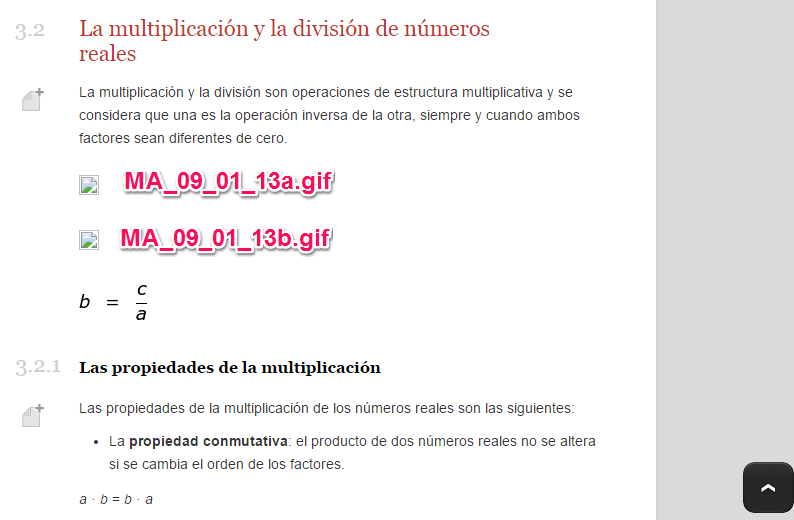 3.2 La multiplicación y la división de números
reales
La multiplicación y la división son operaciones de estructura multiplicativa y se
considera que una es la operación inversa de la otra, siempre y cuando ambos
factores sean diferentes de cero.
MA_09_01_13a.gif
MA_09_01_13b.gif
b = c/a
3.2.1 Las propiedades de la multiplicación
Las propiedades de la multiplicación de los números reales son las siguientes:
• La propiedad conmutativa: el producto de dos números reales no se altera
si se cambia el orden de los factores.
a · b = b · a